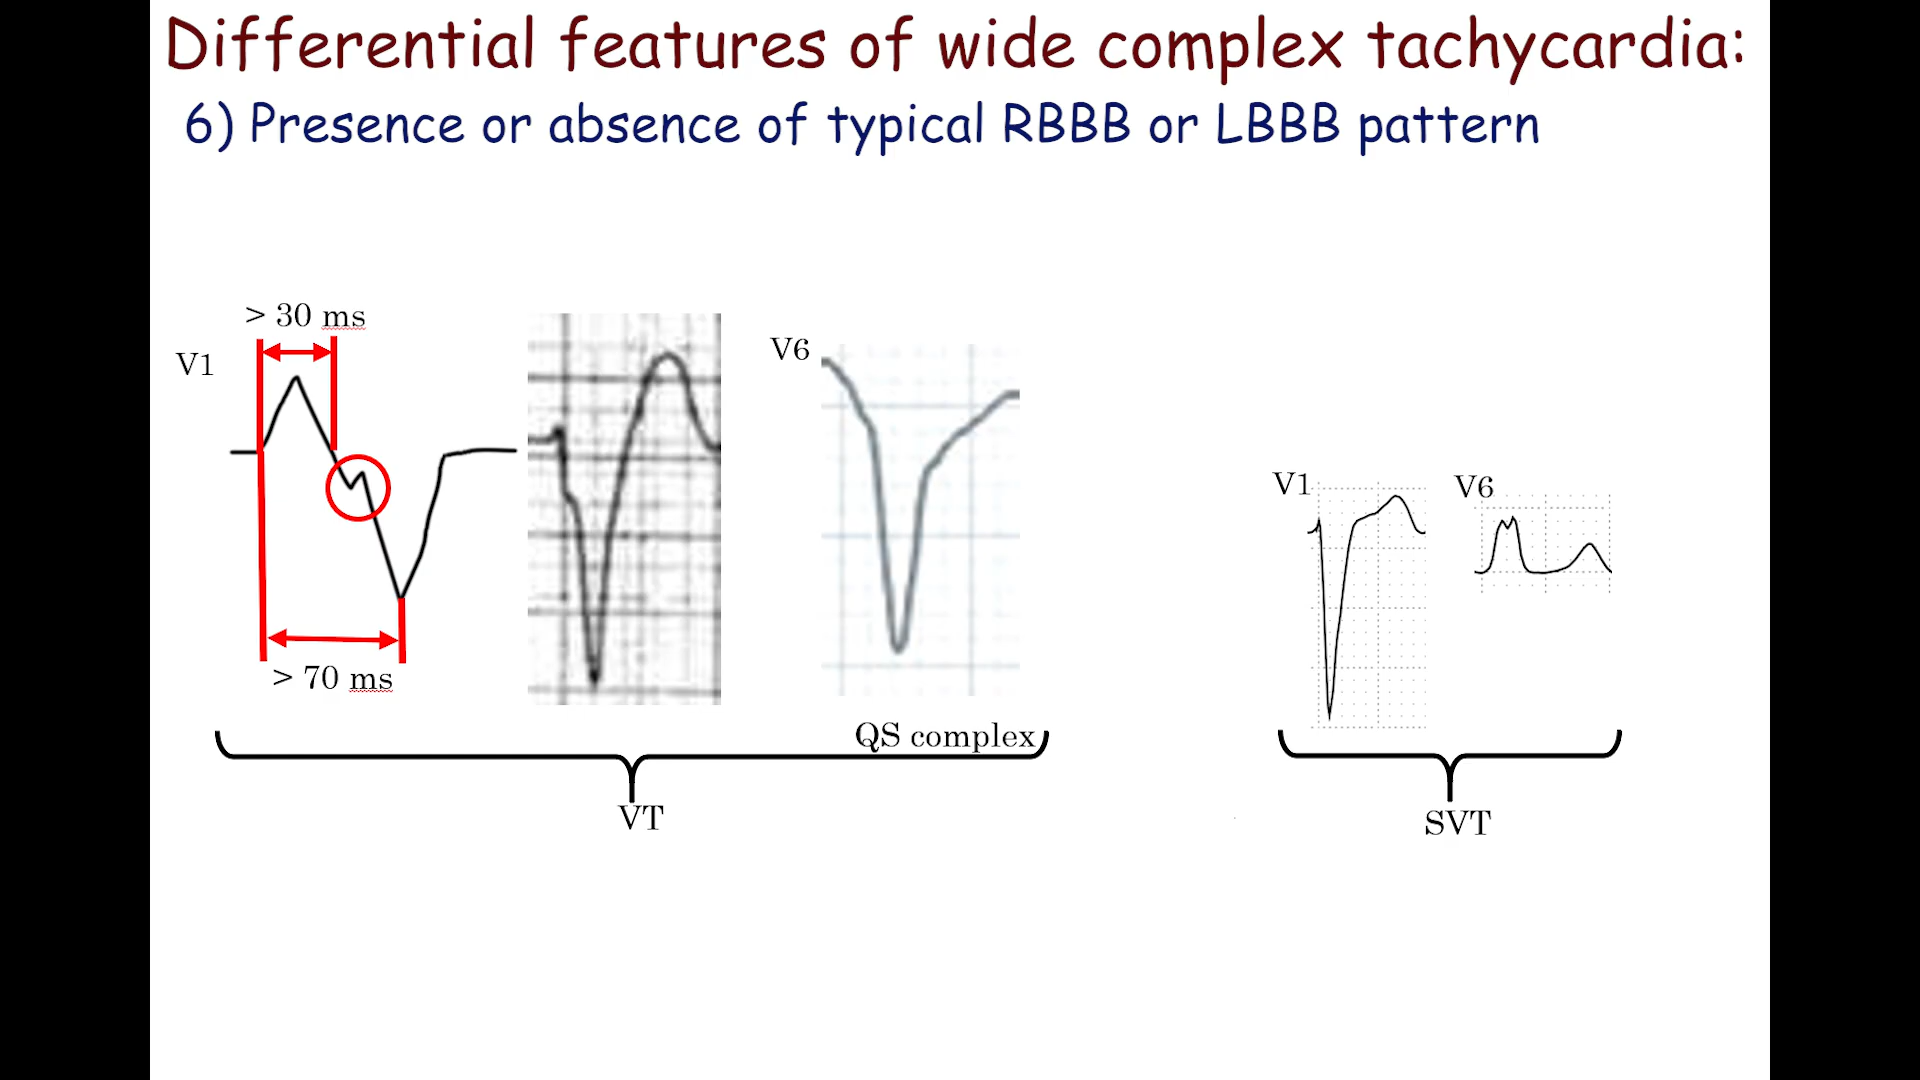 Differential features of wide complex tachycardia:
6) Presence or absence of typical RBBB or LBBB pattern
> 30 ms
V1
V6
V1
V6
> 70 ms
QS complex
VT
SVT